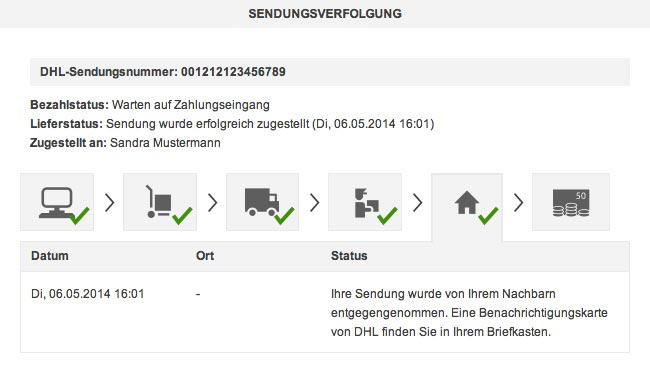 SENDUNGSVERFOLGUNG
DHL-Sendungsnummer: 001212123456789
Bezahlstatus: Warten auf Zahlungseingang
Lieferstatus: Sendung wurde erfolgreich zugestellt (Di, 06.05.2014 16:01)
Zugestellt an: Sandra Mustermann
50
Datum Ort Status
Di, 06.05.2014 16:01 - Ihre Sendung wurde von Ihrem Nachbarn
entgegengenommen. Eine Benachrichtigungskarte
von DHL finden Sie in Ihrem Briefkasten.